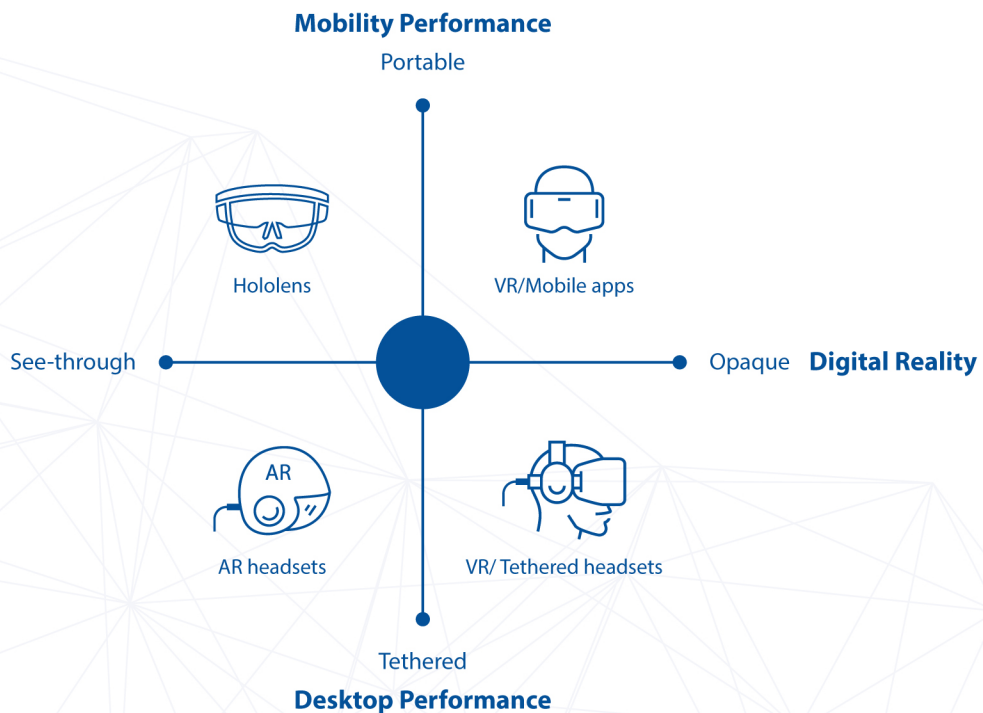 Mobility Performance
Portable
Hololens
VR/Mobile apps
See-through
Opaque Digital Reality
AR
AR headsets
VR/ Tethered headsets
Tethered
Desktop Performance